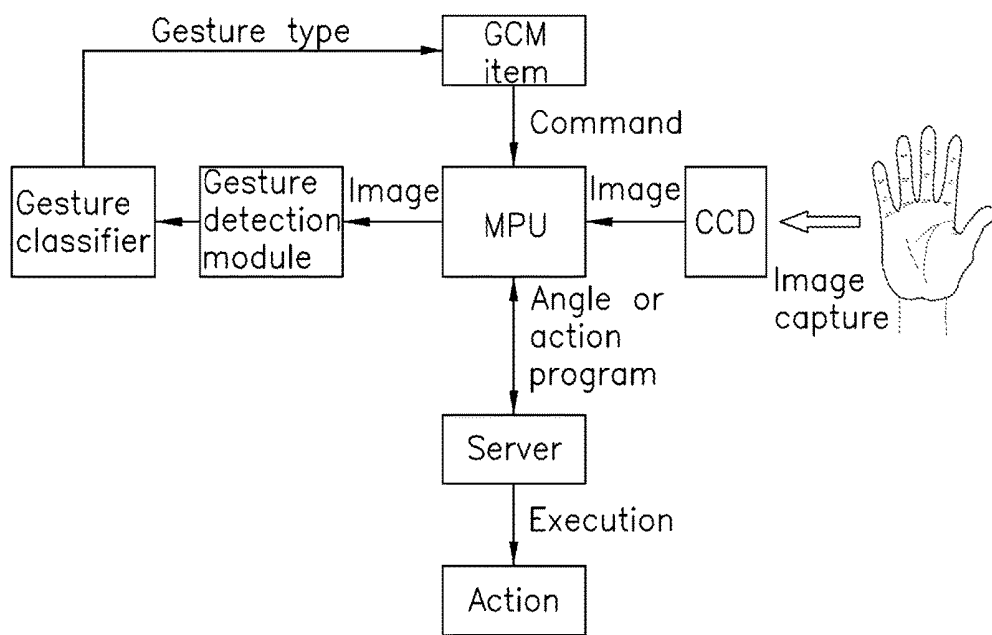 Gesture type
GCM
item
Command
Gesture
classifier
Gesture
detection
module
Image
MPU
Image
CCD
Image
capture
Angle or
action
program
Server
Execution
Action